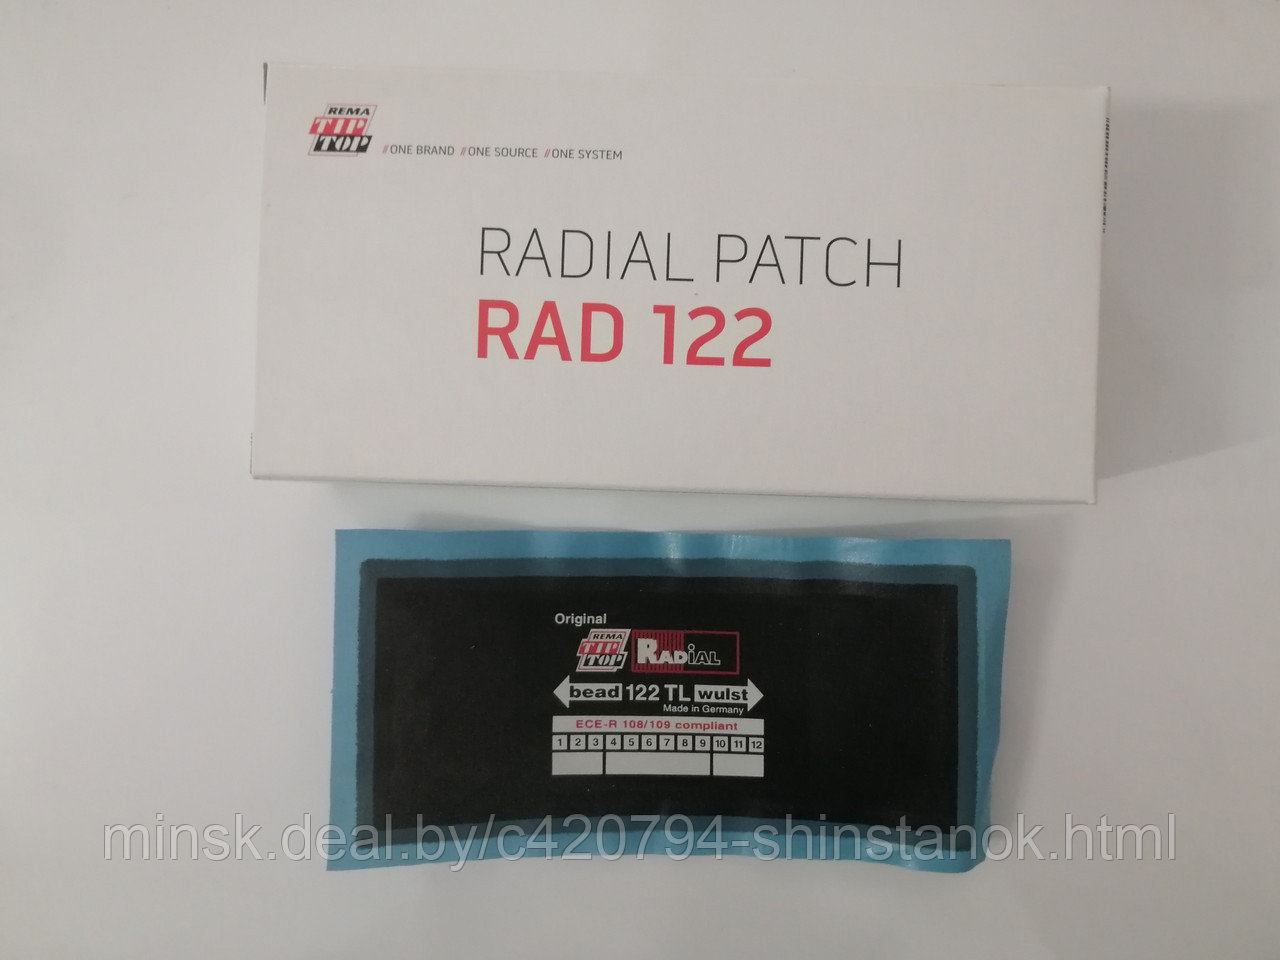 REMA
TIP
TOP
//ONE BRAND //ONE SOURCE //ONE SYSTEM
RADIAL PATCH
RAD 122
Original
REMA
TIP
TOP
RADiAL
bead 122 TL wulst
Made in Germany
ECE-R 108/109 compliant
1 2 3 4 5 6 7 8 9 10 11 12
minsk.deal.by/c420794-shinstanok.html